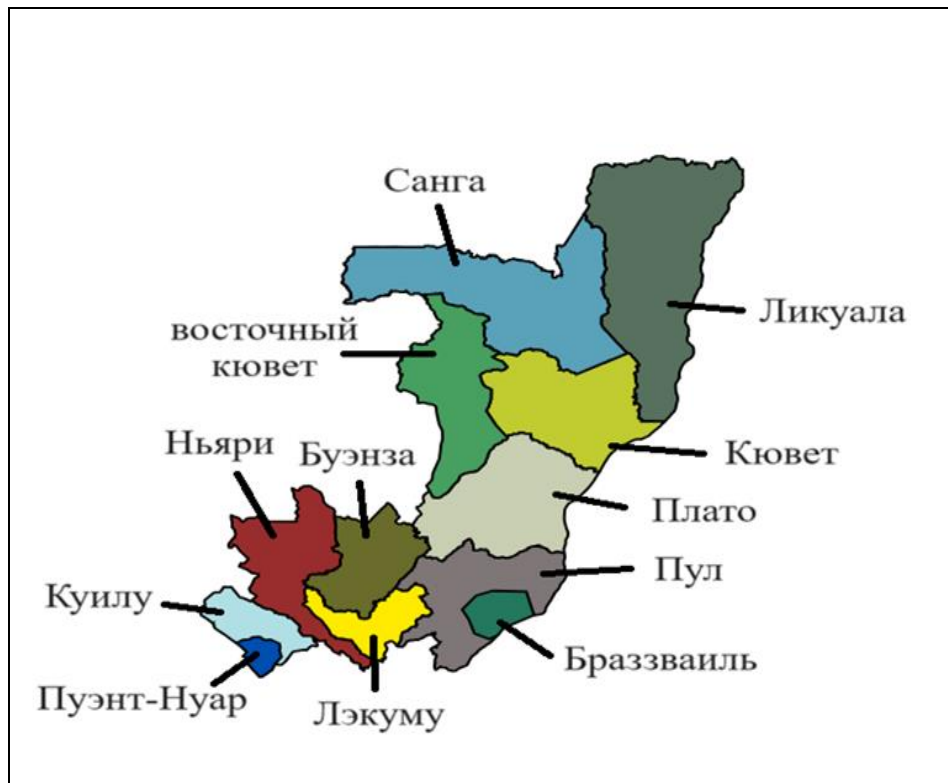 Санга
Ликуала
восточный
кювет
Ньяри
Буэнза
Кювет
Плато
Пул
Куилу
Браззваиль
Пуэнт-Нуар
Лэкуму